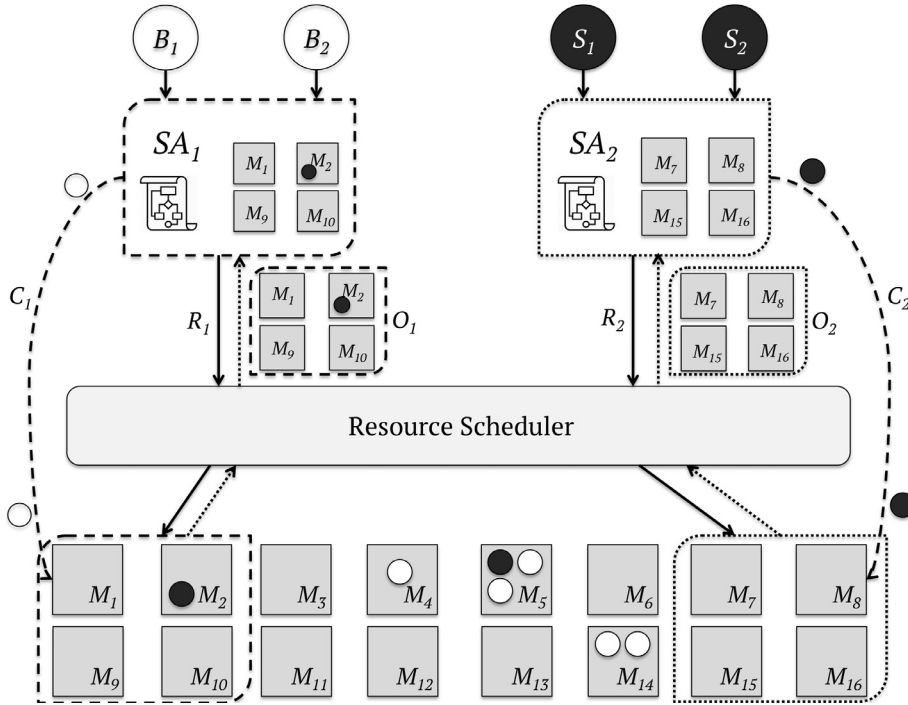 B₁ B₂ S₁ S₂
SA₁ SA₂
M₁ M₂ M₇ M₈
M₉ M₁₀ M₁₅ M₁₆
C₁ R₁ M₁ M₂ O₁ R₂ M₇ M₈ O₂ C₂
M₉ M₁₀ M₁₅ M₁₆
Resource Scheduler
M₁ M₂ M₃ M₄ M₅ M₆ M₇ M₈
M₉ M₁₀ M₁₁ M₁₂ M₁₃ M₁₄ M₁₅ M₁₆